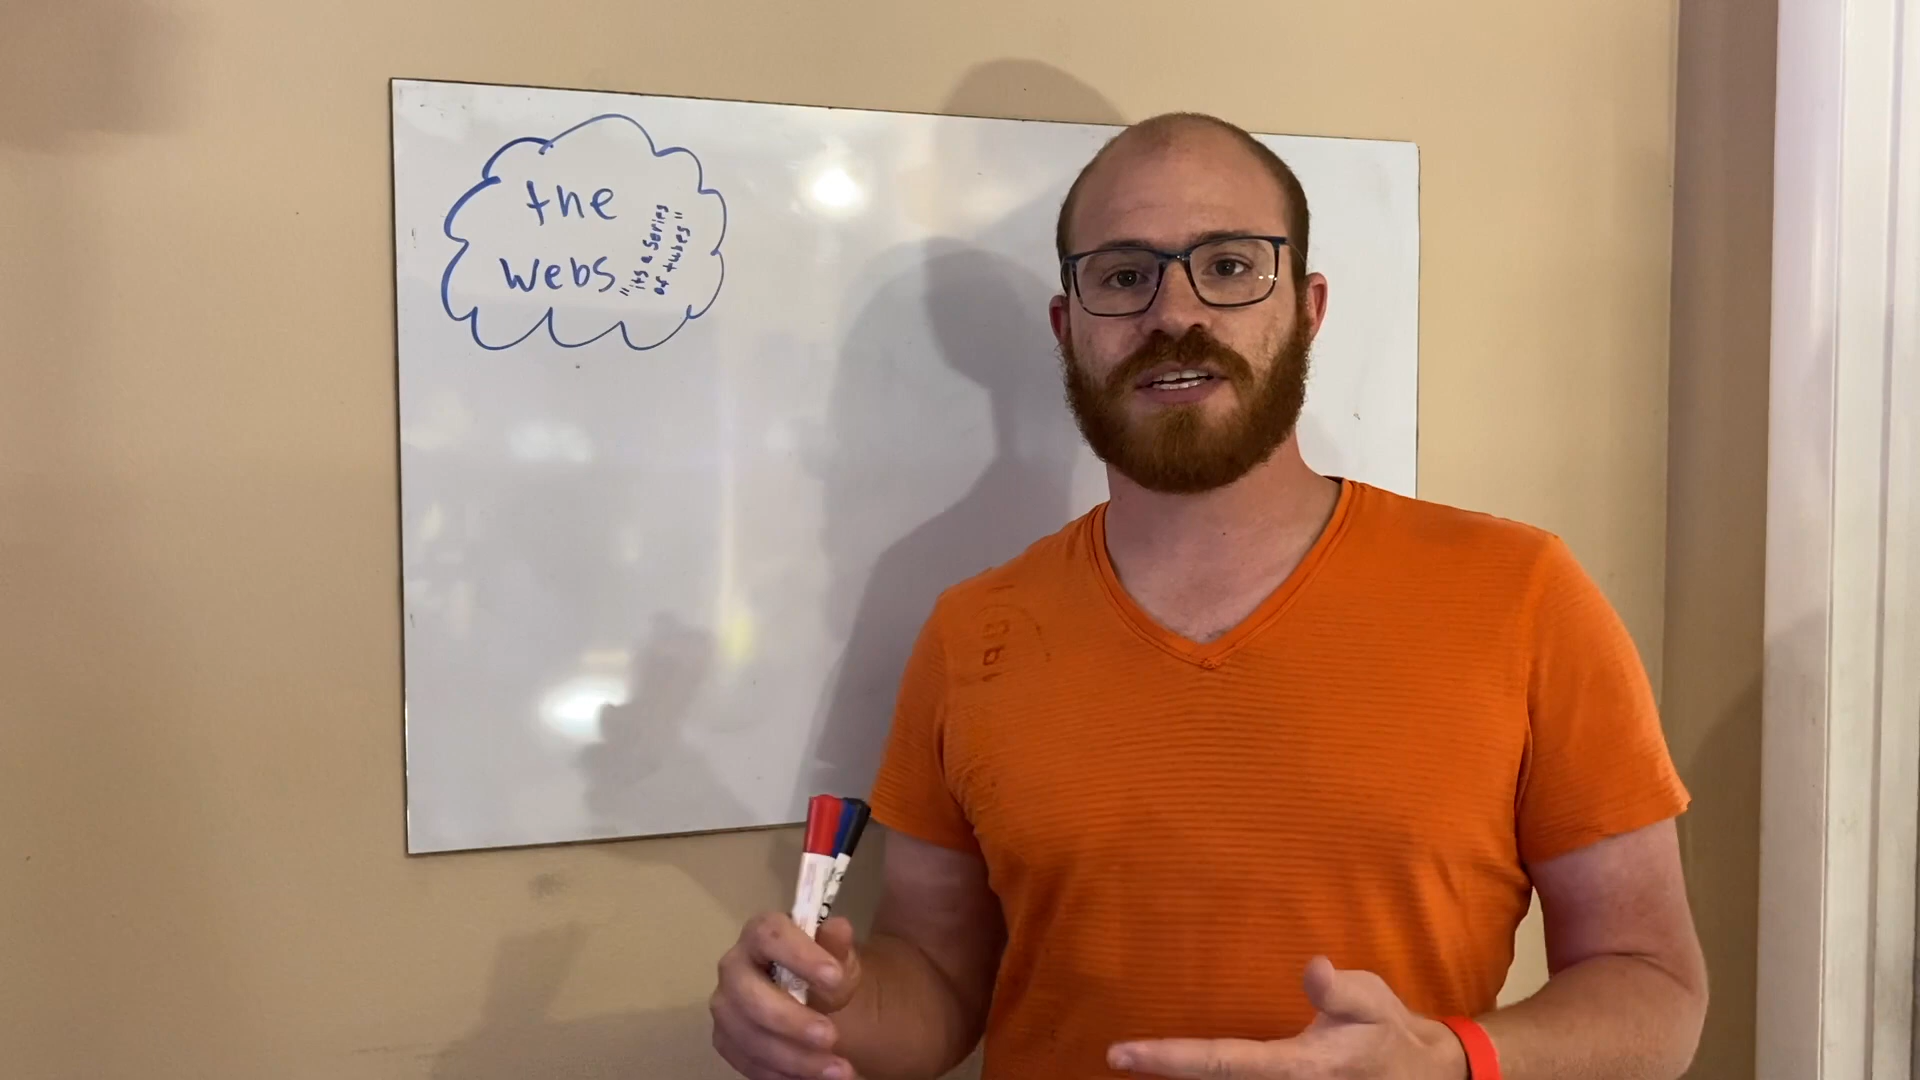 the
webs
"its a series
of tubes"